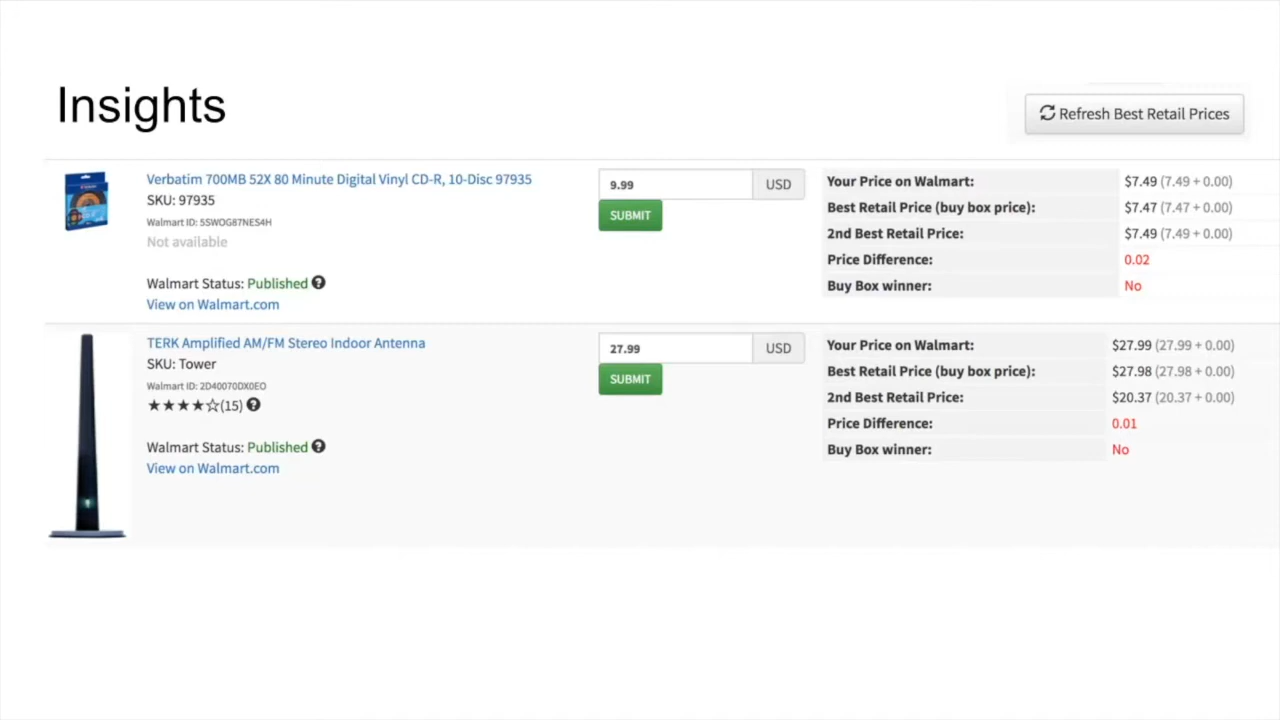 Insights
Refresh Best Retail Prices
Verbatim 700MB 52X 80 Minute Digital Vinyl CD-R, 10-Disc 97935
SKU: 97935
Walmart ID: 5SWOG87NES4H
Not available
Walmart Status: Published
View on Walmart.com
9.99 USD
SUBMIT
Your Price on Walmart: $7.49 (7.49 + 0.00)
Best Retail Price (buy box price): $7.47 (7.47 + 0.00)
2nd Best Retail Price: $7.49 (7.49 + 0.00)
Price Difference: 0.02
Buy Box winner: No
TERK Amplified AM/FM Stereo Indoor Antenna
SKU: Tower
Walmart ID: 2D40070DX0EO
★★★★☆(15)
Walmart Status: Published
View on Walmart.com
27.99 USD
SUBMIT
Your Price on Walmart: $27.99 (27.99 + 0.00)
Best Retail Price (buy box price): $27.98 (27.98 + 0.00)
2nd Best Retail Price: $20.37 (20.37 + 0.00)
Price Difference: 0.01
Buy Box winner: No